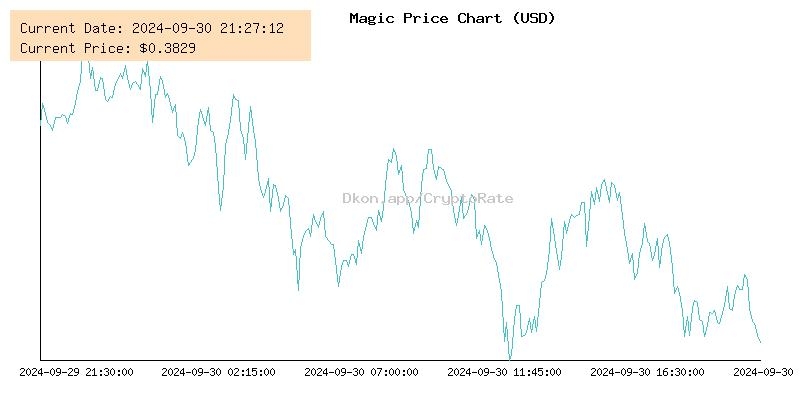 Magic Price Chart (USD)
Current Date: 2024-09-30 21:27:12
Current Price: $0.3829
Dkon.app/CryptoRate
2024-09-29 21:30:00 2024-09-30 02:15:00 2024-09-30 07:00:00 2024-09-30 11:45:00 2024-09-30 16:30:00 2024-09-30